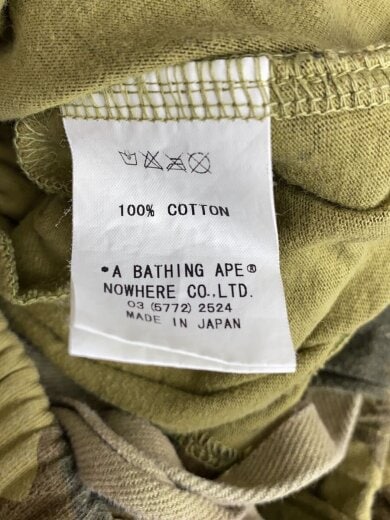 100% COTTON
•A BATHING APE®
NOWHERE CO.,LTD.
03 (5772) 2524
MADE IN JAPAN